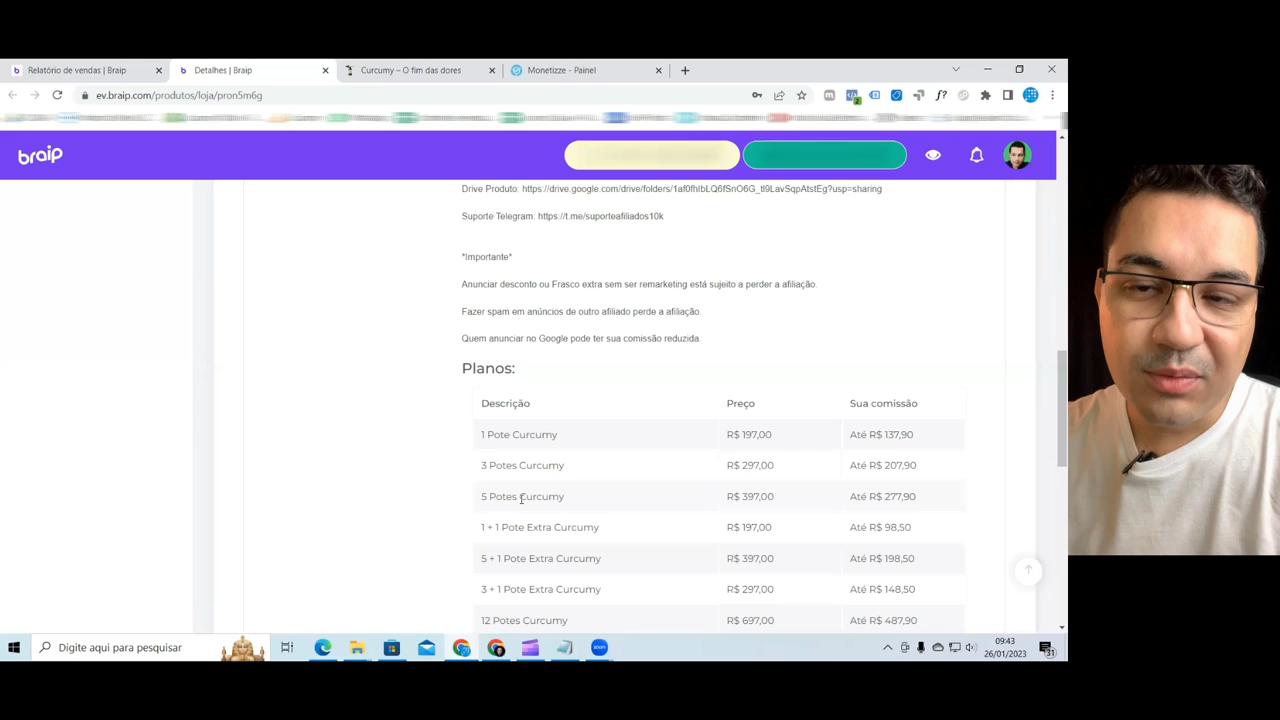 Relatório de vendas | Braip
Detalhes | Braip
Curcumy – O fim das dores
Monetizze - Painel
ev.braip.com/produtos/loja/pron5m6g
braip
Drive Produto: https://drive.google.com/drive/folders/1af0fhIbLQ6fSnO6G_tI9LavSqpAtstEg?usp=sharing
Suporte Telegram: https://t.me/suporteafiliados10k
*Importante*
Anunciar desconto ou Frasco extra sem ser remarketing está sujeito a perder a afiliação.
Fazer spam em anúncios de outro afiliado perde a afiliação.
Quem anunciar no Google pode ter sua comissão reduzida.
Planos:
Descrição Preço Sua comissão
1 Pote Curcumy R$ 197,00 Até R$ 137,90
3 Potes Curcumy R$ 297,00 Até R$ 207,90
5 Potes Curcumy R$ 397,00 Até R$ 277,90
1 + 1 Pote Extra Curcumy R$ 197,00 Até R$ 98,50
5 + 1 Pote Extra Curcumy R$ 397,00 Até R$ 198,50
3 + 1 Pote Extra Curcumy R$ 297,00 Até R$ 148,50
12 Potes Curcumy R$ 697,00 Até R$ 487,90
Digite aqui para pesquisar
zoom
09:43
26/01/2023
31